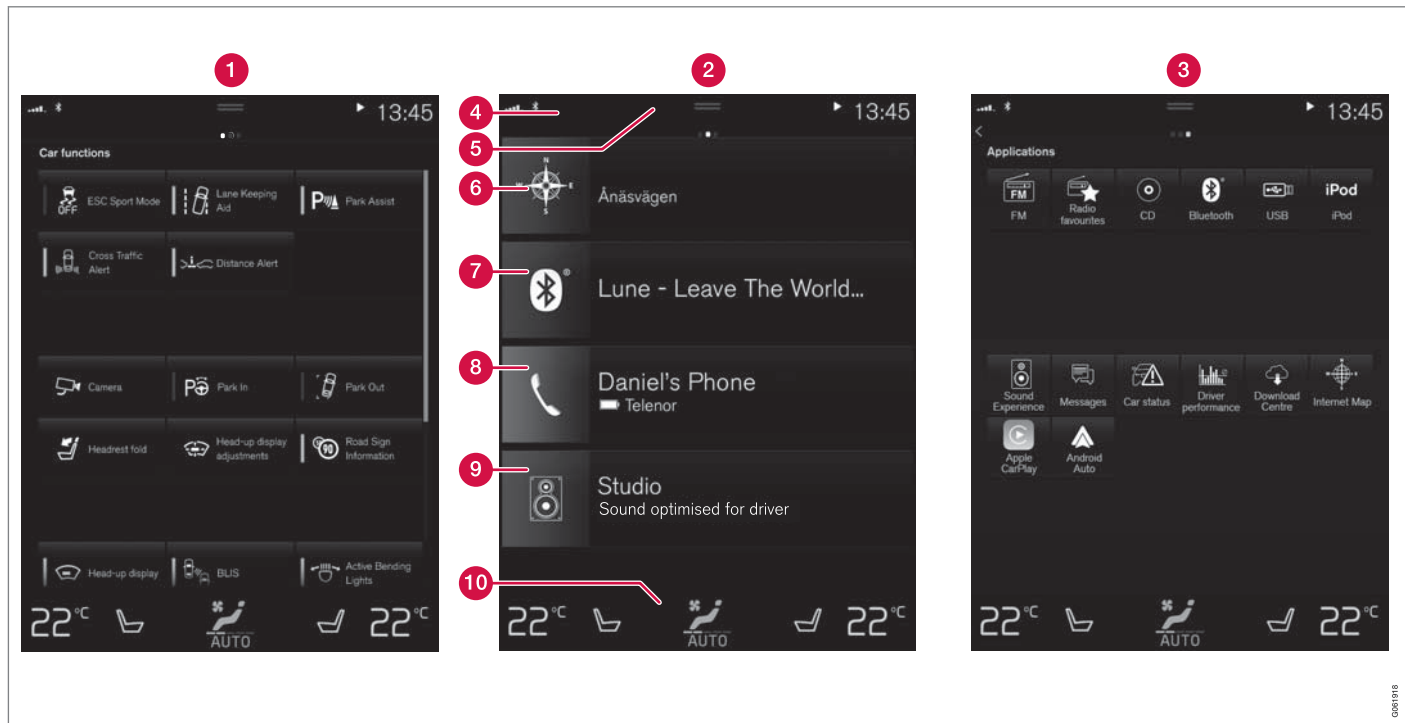 1
2
3
13:45
Car functions
ESC Sport Mode
OFF
Lane Keeping
Aid
P
Park Assist
Cross Traffic
Alert
Distance Alert
Camera
P
Park In
Park Out
Headrest fold
Head-up display
adjustments
90
Road Sign
Information
Head-up display
BLIS
Active Bending
Lights
22°C
AUTO
22°C
4
13:45
5
6
N
W
E
S
Ånäsvägen
7
®
Lune - Leave The World...
8
Daniel's Phone
Telenor
9
Studio
Sound optimised for driver
10
22°C
AUTO
22°C
13:45
Applications
FM
FM
Radio
favourites
CD
Bluetooth
USB
iPod
iPod
Sound
Experience
Messages
Car status
Driver
performance
Download
Centre
Internet Map
Apple
CarPlay
Android
Auto
22°C
AUTO
22°C
G061918